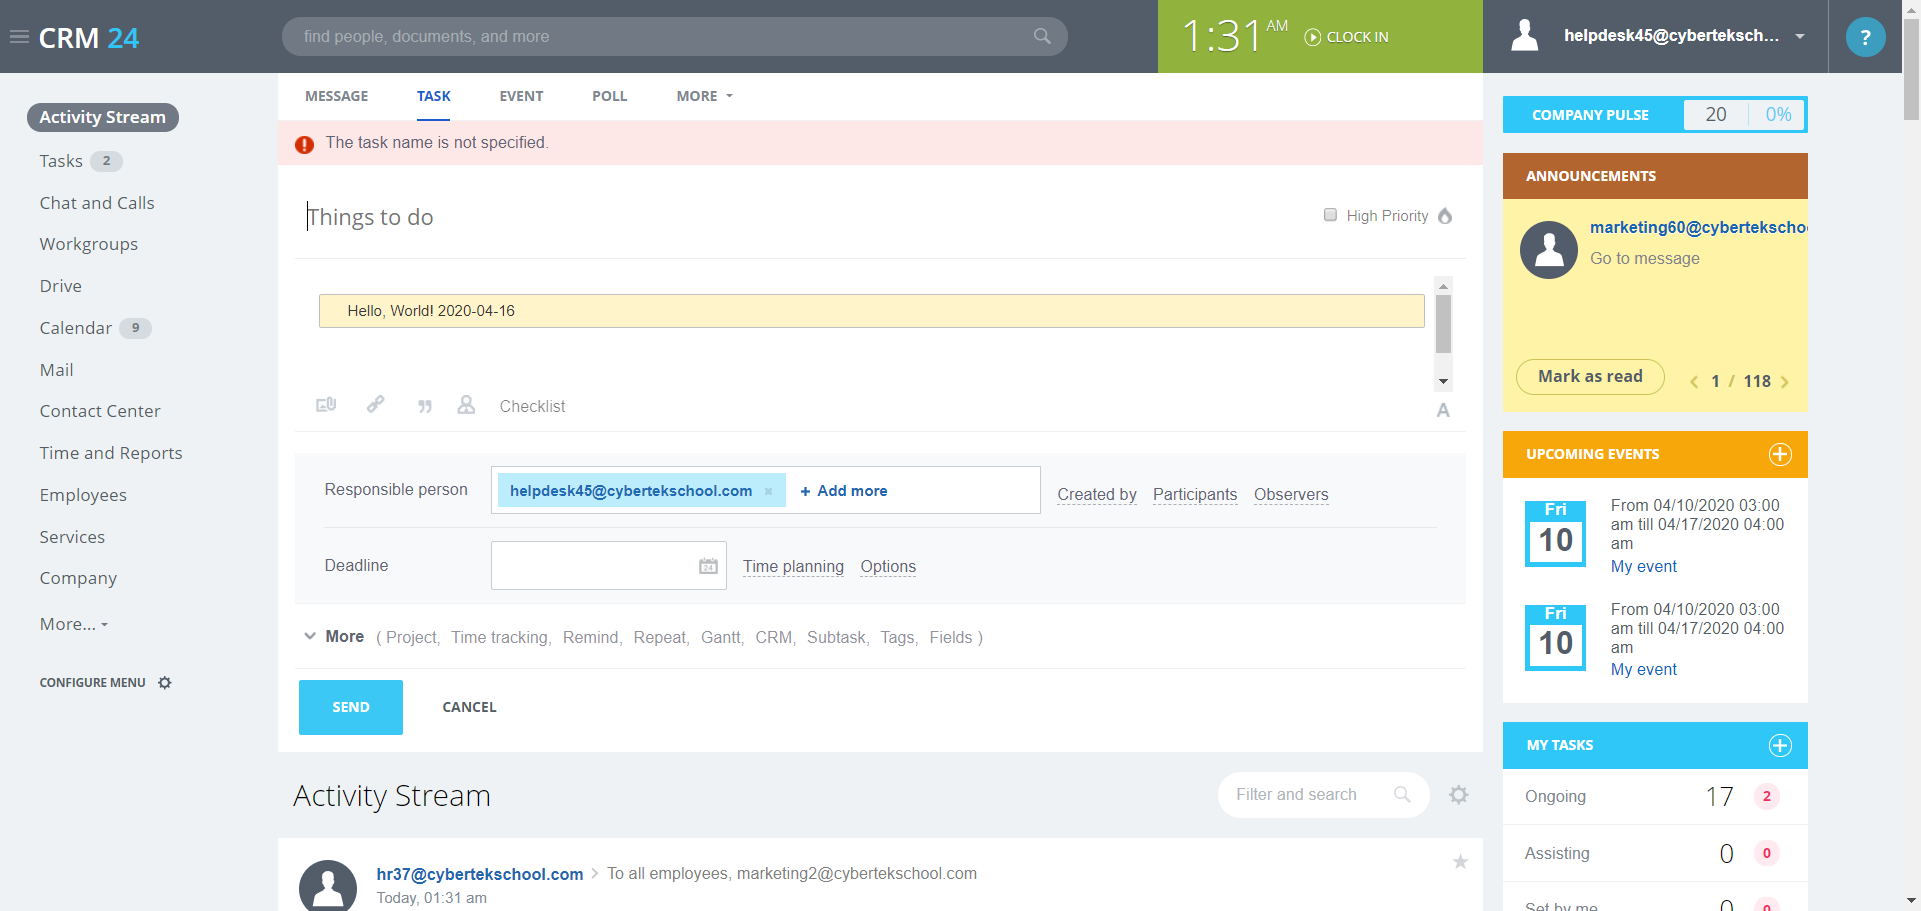 CRM 24
find people, documents, and more
1:31 AM
CLOCK IN
helpdesk45@cyberteksch...
?
Activity Stream
Tasks 2
Chat and Calls
Workgroups
Drive
Calendar 9
Mail
Contact Center
Time and Reports
Employees
Services
Company
More...
CONFIGURE MENU
MESSAGE TASK EVENT POLL MORE
The task name is not specified.
Things to do
High Priority
Hello, World! 2020-04-16
Checklist
A
Responsible person
helpdesk45@cybertekschool.com × + Add more
Created by Participants Observers
Deadline
24
Time planning Options
More ( Project, Time tracking, Remind, Repeat, Gantt, CRM, Subtask, Tags, Fields )
SEND CANCEL
Activity Stream
Filter and search
hr37@cybertekschool.com > To all employees, marketing2@cybertekschool.com
Today, 01:31 am
COMPANY PULSE 20 0%
ANNOUNCEMENTS
marketing60@cybertekscho
Go to message
Mark as read
1 / 118
UPCOMING EVENTS
Fri
10
From 04/10/2020 03:00
am till 04/17/2020 04:00
am
My event
Fri
10
From 04/10/2020 03:00
am till 04/17/2020 04:00
am
My event
MY TASKS
Ongoing 17 2
Assisting 0 0
Set by me 0 0